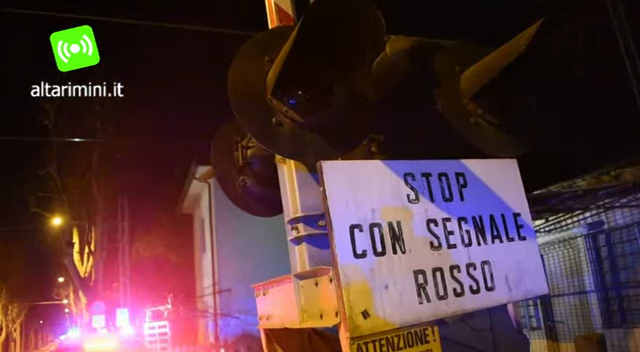 altarimini.it
STOP
CON SEGNALE
ROSSO
ATTENZIONE!